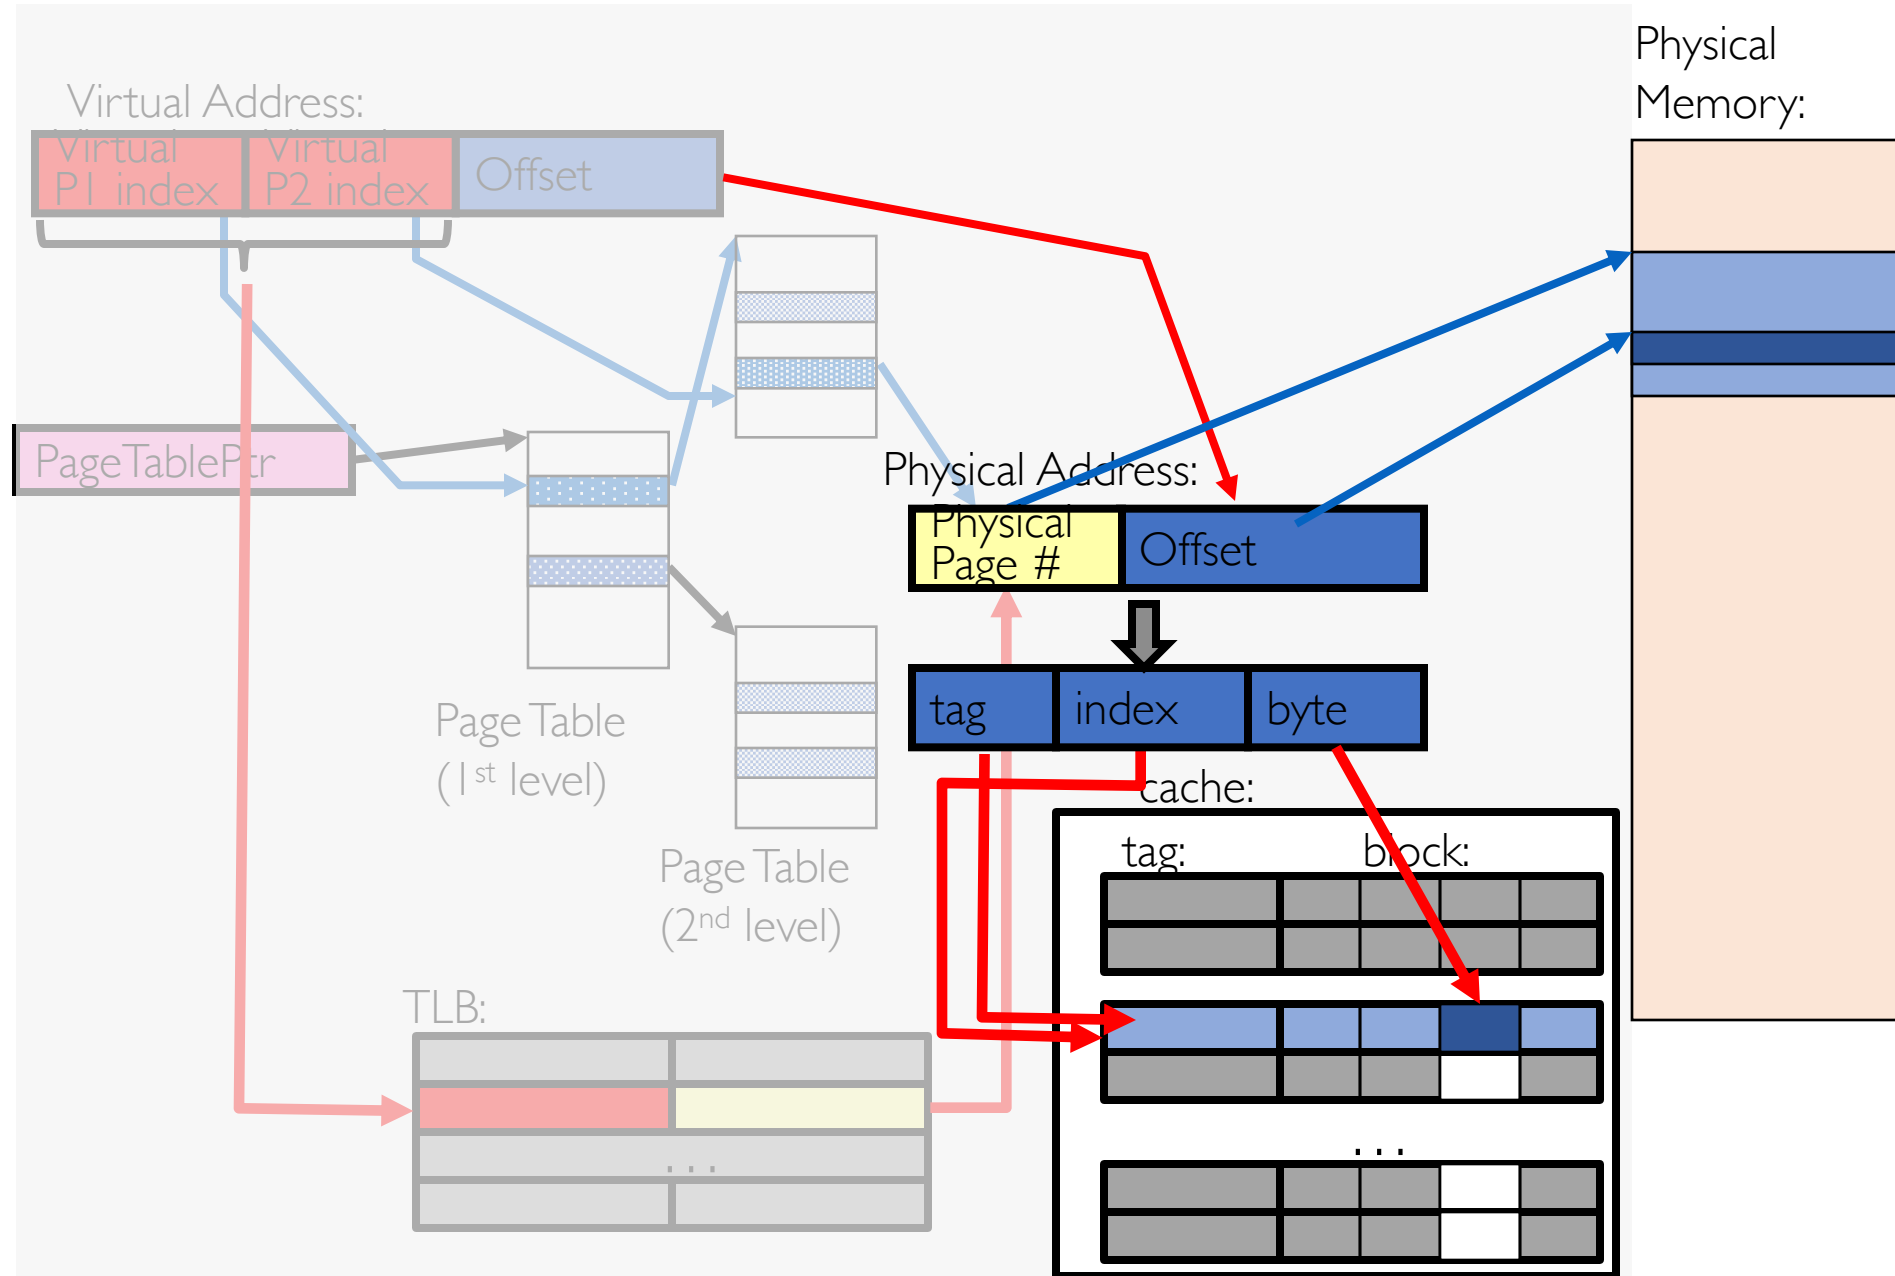 Physical
Memory:
Virtual Address:
Virtual
P1 index
Virtual
P2 index
Offset
PageTablePtr
Physical Address:
Physical
Page #
Offset
tag
index
byte
Page Table
(1st level)
cache:
tag:
block:
Page Table
(2nd level)
TLB:
...
...